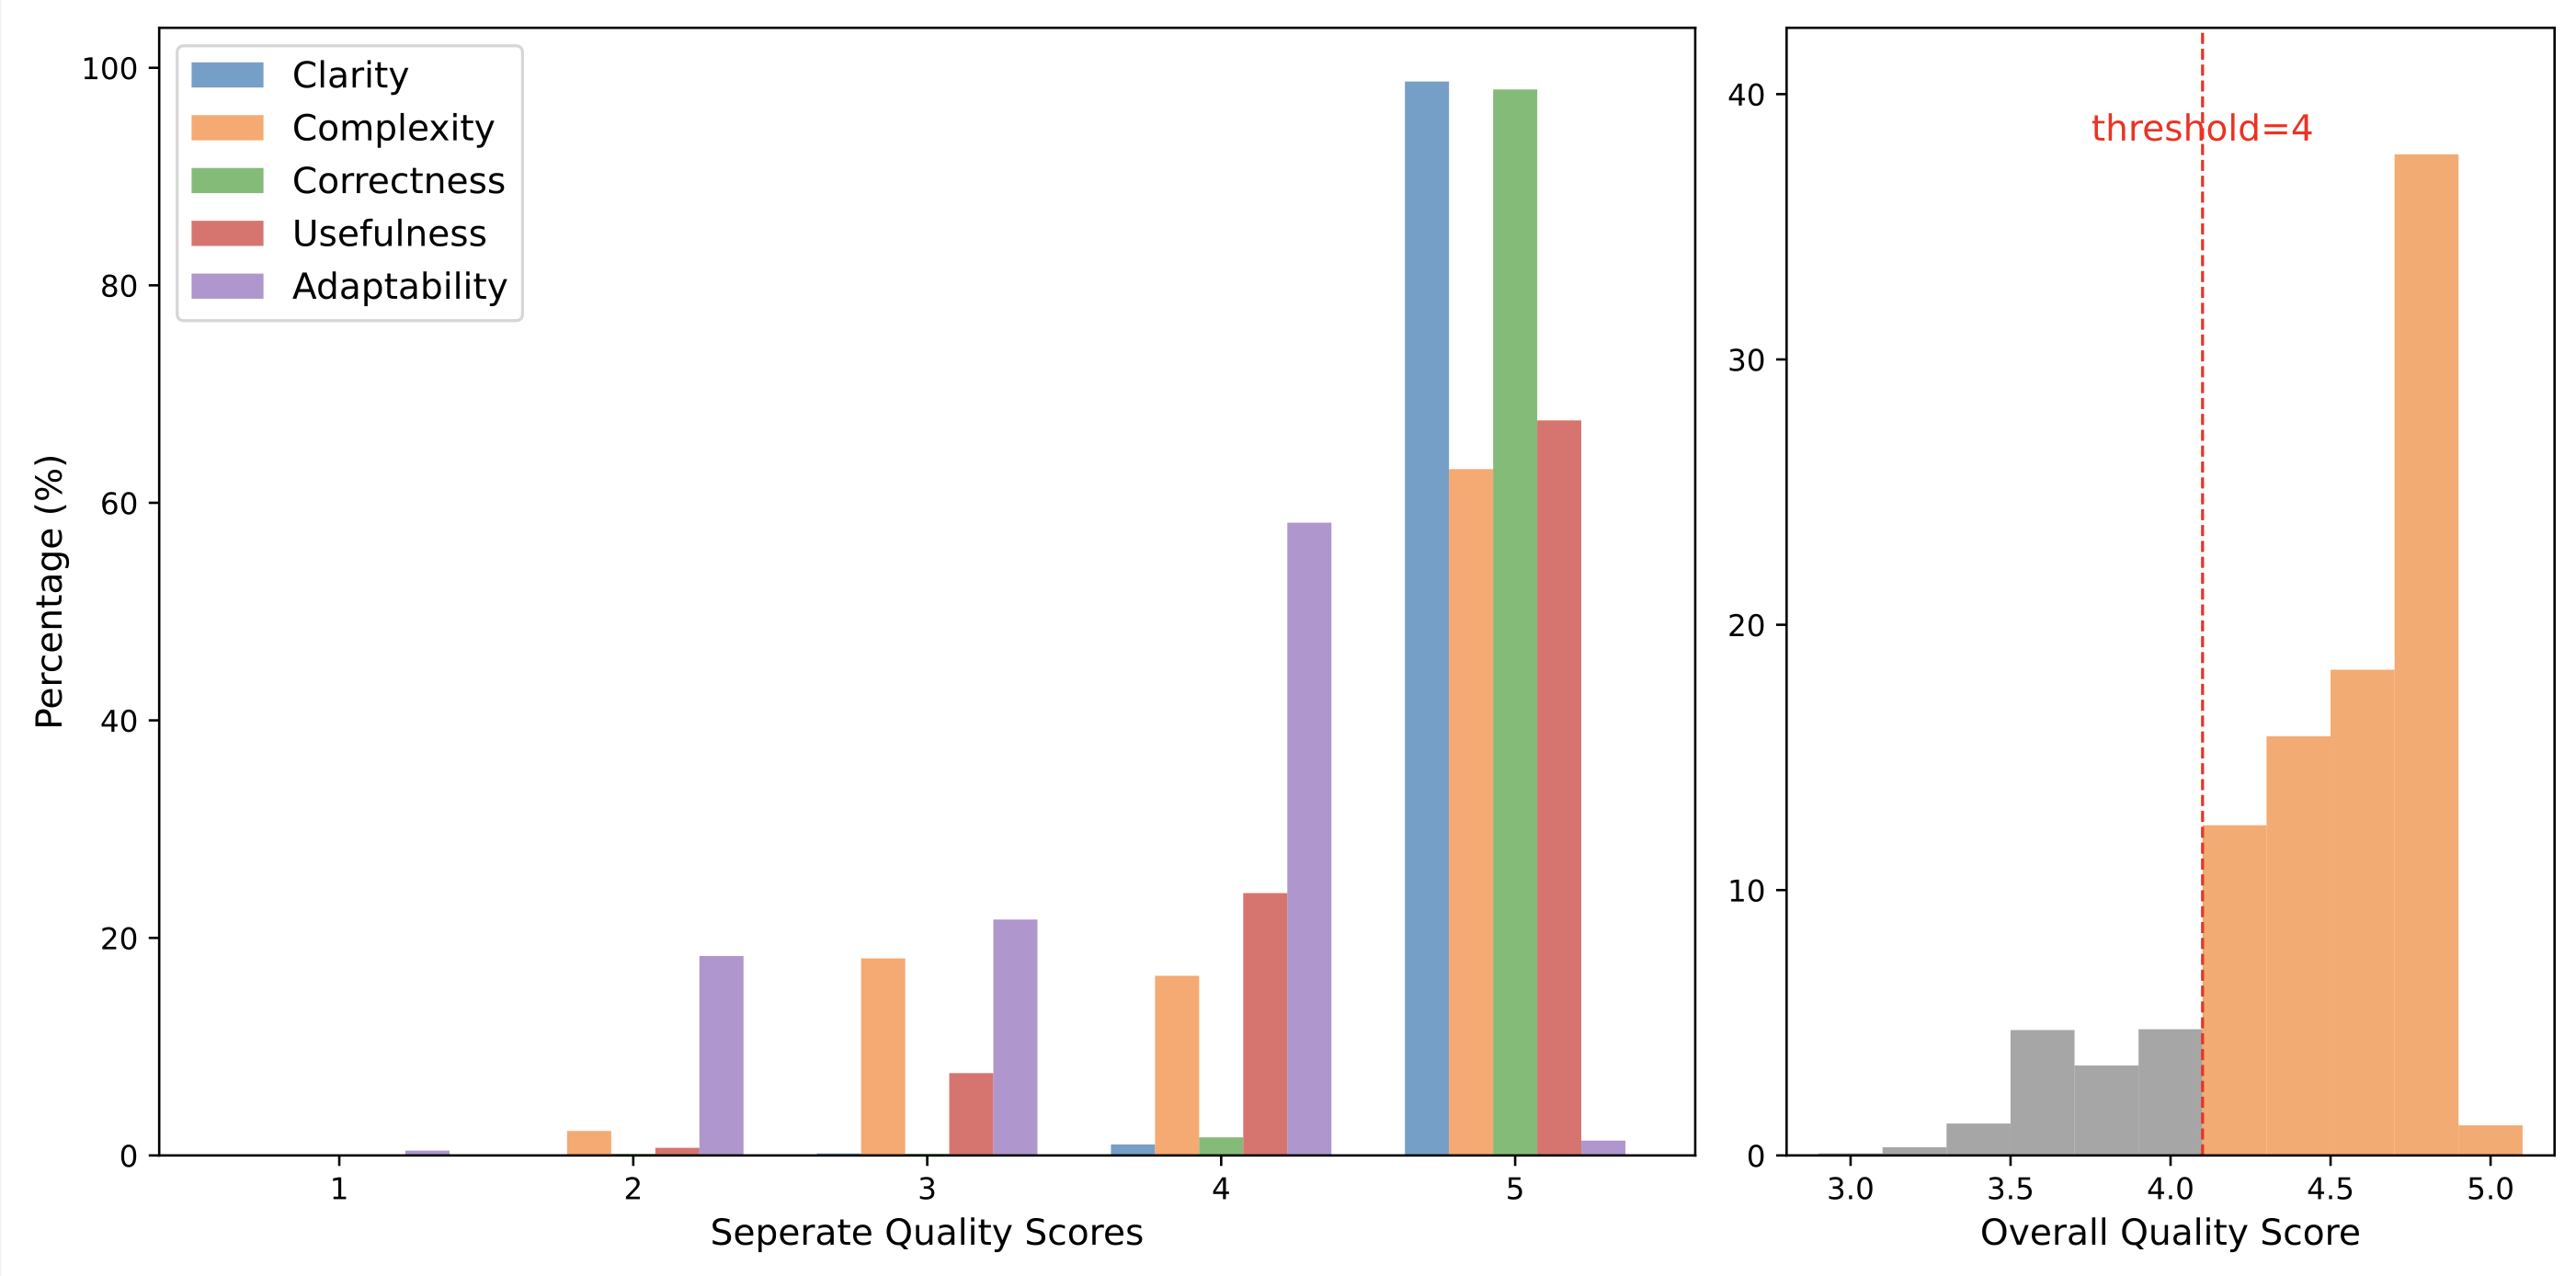 Clarity
Complexity
Correctness
Usefulness
Adaptability
Percentage (%)
100
80
60
40
20
0
1 2 3 4 5
Seperate Quality Scores
threshold=4
40
30
20
10
0
3.0 3.5 4.0 4.5 5.0
Overall Quality Score